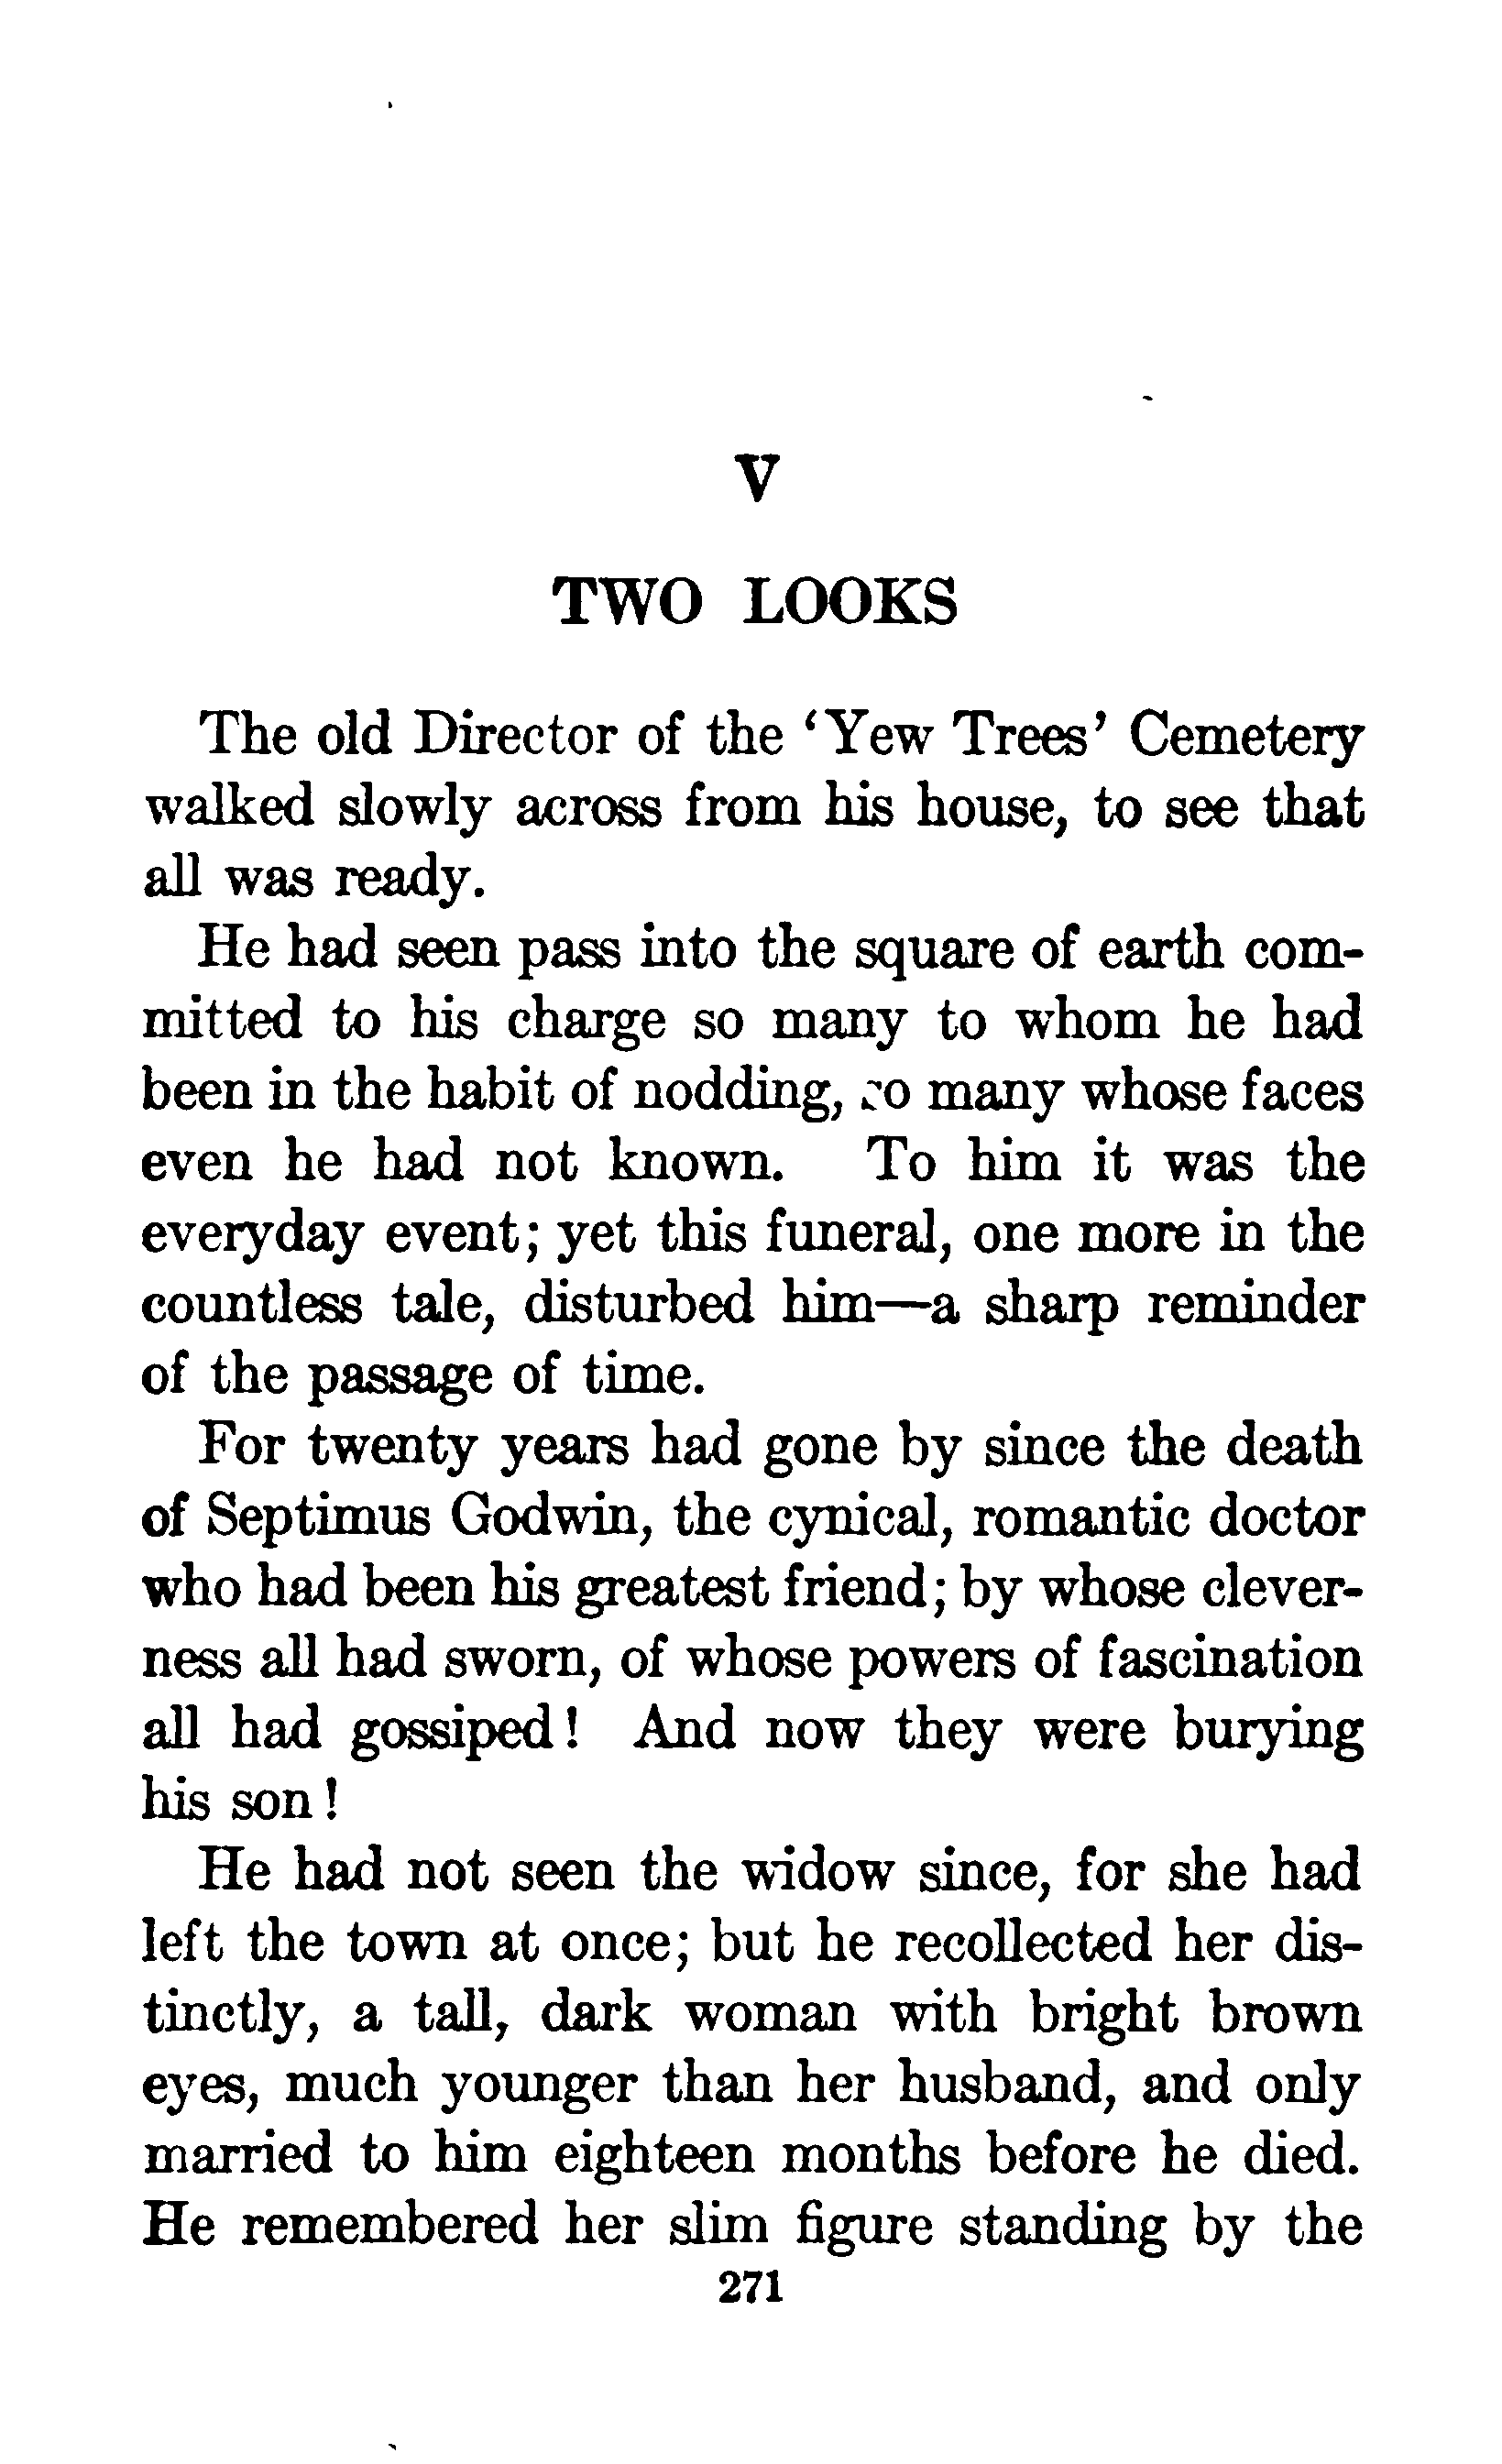 V
TWO LOOKS
The old Director of the ‘Yew Trees’ Cemetery
walked slowly across from his house, to see that
all was ready.
He had seen pass into the square of earth com-
mitted to his charge so many to whom he had
been in the habit of nodding, so many whose faces
even he had not known. To him it was the
everyday event; yet this funeral, one more in the
countless tale, disturbed him—a sharp reminder
of the passage of time.
For twenty years had gone by since the death
of Septimus Godwin, the cynical, romantic doctor
who had been his greatest friend; by whose clever-
ness all had sworn, of whose powers of fascination
all had gossiped! And now they were burying
his son!
He had not seen the widow since, for she had
left the town at once; but he recollected her dis-
tinctly, a tall, dark woman with bright brown
eyes, much younger than her husband, and only
married to him eighteen months before he died.
He remembered her slim figure standing by the
271